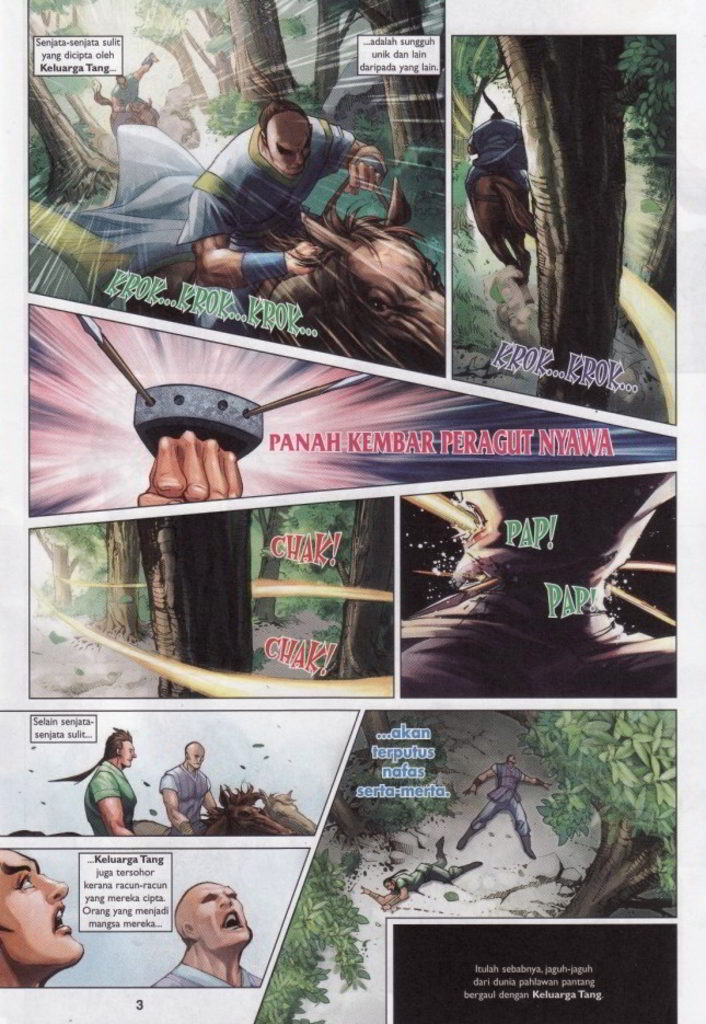 Senjata-senjata sulit
yang dicipta oleh
Keluarga Tang...
...adalah sungguh
unik dan lain
daripada yang lain.
KROK...KROK...KROK...
KROK...KROK...
PANAH KEMBAR PERAGUT NYAWA
CHAK!
CHAK!
PAP!
PAP!
Selain senjata-
senjata sulit...
...Keluarga Tang
juga tersohor
kerana racun-racun
yang mereka cipta.
Orang yang menjadi
mangsa mereka...
...akan
terputus
nafas
serta-merta.
Itulah sebabnya, jaguh-jaguh
dari dunia pahlawan pantang
bergaul dengan Keluarga Tang.
3